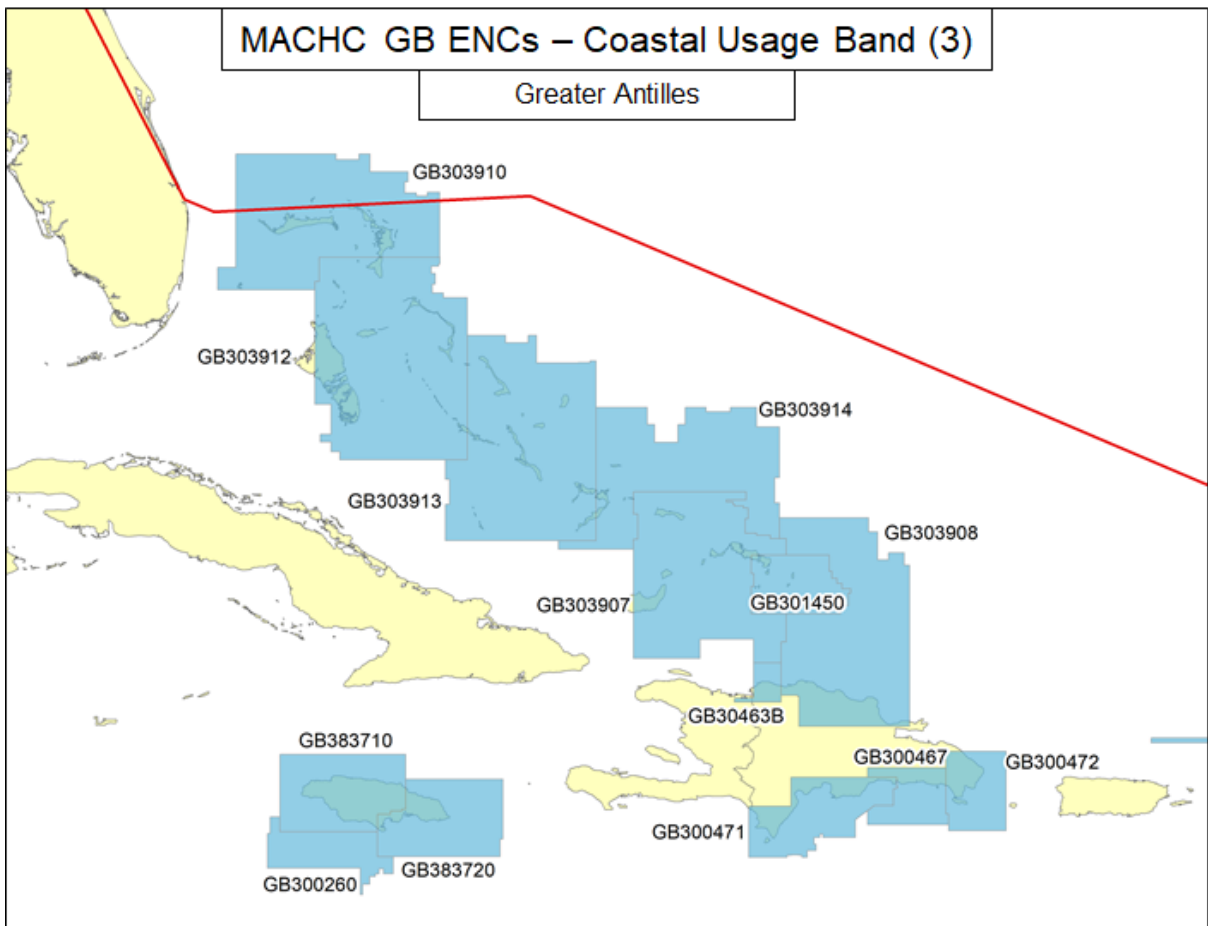 MACHC GB ENCs – Coastal Usage Band (3)
Greater Antilles
GB303910
GB303912
GB303914
GB303913
GB303908
GB303907
GB301450
GB30463B
GB383710
GB300467
GB300472
GB300471
GB383720
GB300260